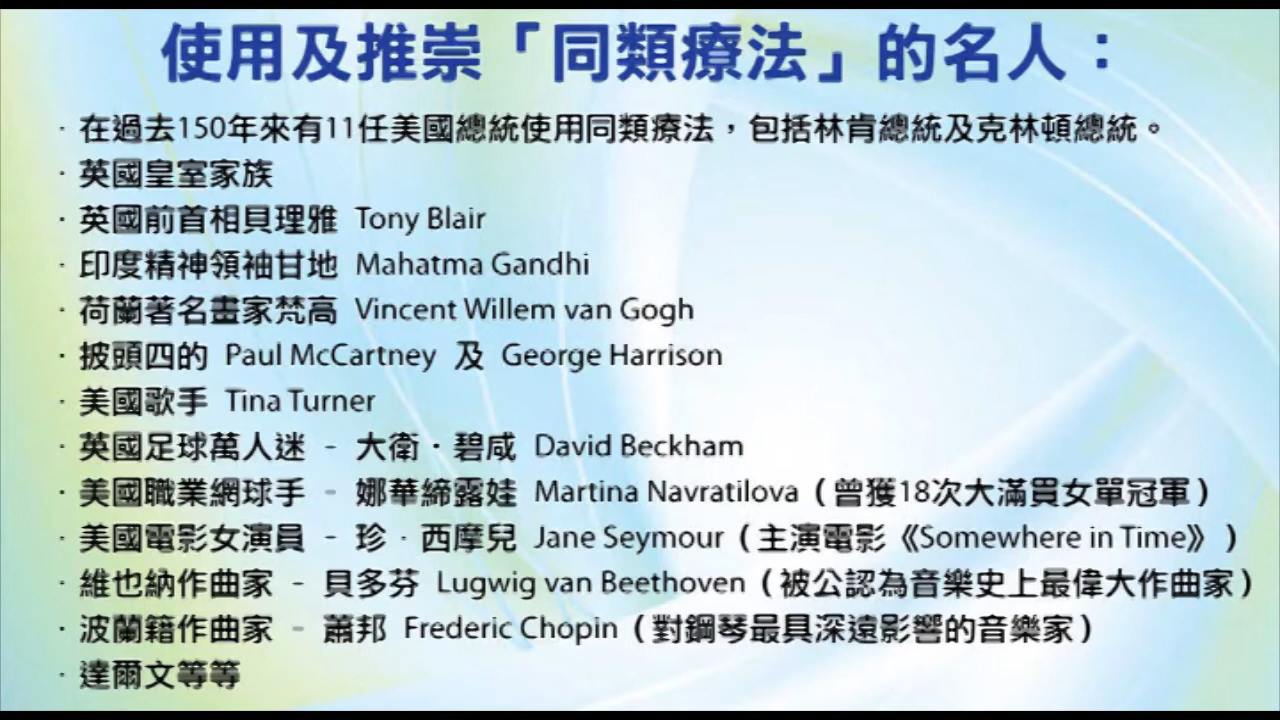 使用及推崇「同類療法」的名人：
· 在過去150年來有11任美國總統使用同類療法，包括林肯總統及克林頓總統。
· 英國皇室家族
· 英國前首相貝理雅 Tony Blair
· 印度精神領袖甘地 Mahatma Gandhi
· 荷蘭著名畫家梵高 Vincent Willem van Gogh
· 披頭四的 Paul McCartney 及 George Harrison
· 美國歌手 Tina Turner
· 英國足球萬人迷 - 大衛·碧咸 David Beckham
· 美國職業網球手 - 娜華締露娃 Martina Navratilova（曾獲18次大滿貫女單冠軍）
· 美國電影女演員 - 珍·西摩兒 Jane Seymour（主演電影《Somewhere in Time》）
· 維也納作曲家 - 貝多芬 Lugwig van Beethoven（被公認為音樂史上最偉大作曲家）
· 波蘭籍作曲家 - 蕭邦 Frederic Chopin（對鋼琴最具深遠影響的音樂家）
· 達爾文等等